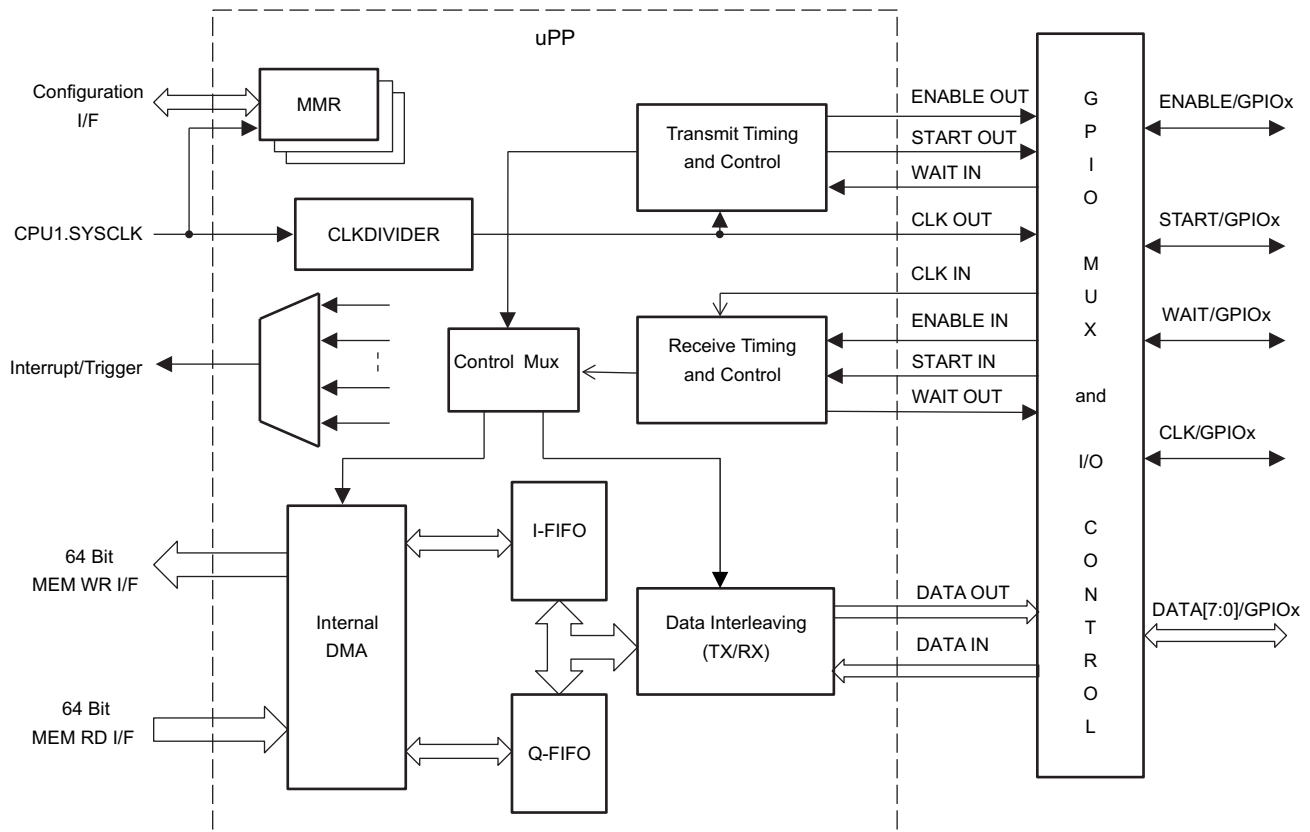 uPP
Configuration
I/F
MMR
CPU1.SYSCLK
CLKDIVIDER
Interrupt/Trigger
Transmit Timing
and Control
ENABLE OUT
START OUT
WAIT IN
CLK OUT
CLK IN
ENABLE IN
START IN
WAIT OUT
Control Mux
Receive Timing
and Control
64 Bit
MEM WR I/F
64 Bit
MEM RD I/F
Internal
DMA
I-FIFO
Q-FIFO
Data Interleaving
(TX/RX)
DATA OUT
DATA IN
GPIO
MUX
and
I/O
CONTROL
ENABLE/GPIOx
START/GPIOx
WAIT/GPIOx
CLK/GPIOx
DATA[7:0]/GPIOx